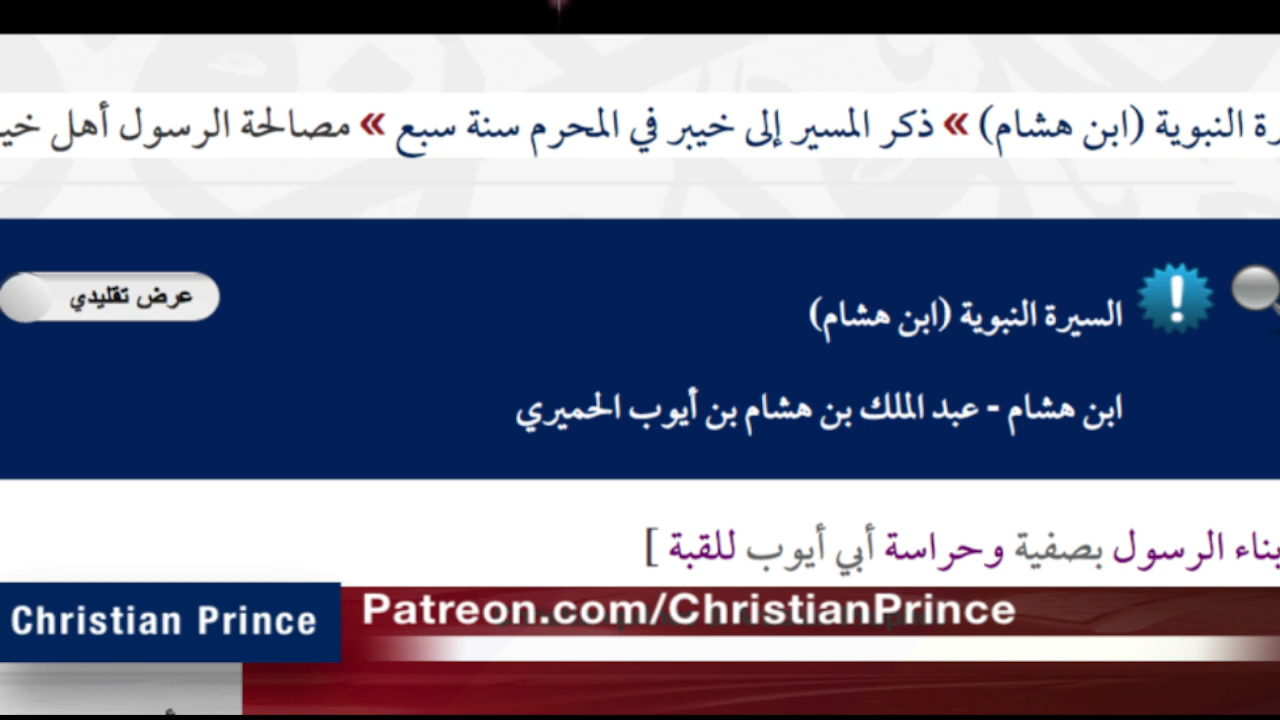 النبوية (ابن هشام) » ذكر المسير إلى خيبر في المحرم سنة سبع » مصالحة الرسول أهل
عرض تقليدي
السيرة النبوية (ابن هشام)
ابن هشام - عبد الملك بن هشام بن أيوب الحميري
بناء الرسول بصفية وحراسة أبي أيوب للقبة ]
Christian Prince
Patreon.com/ChristianPrince